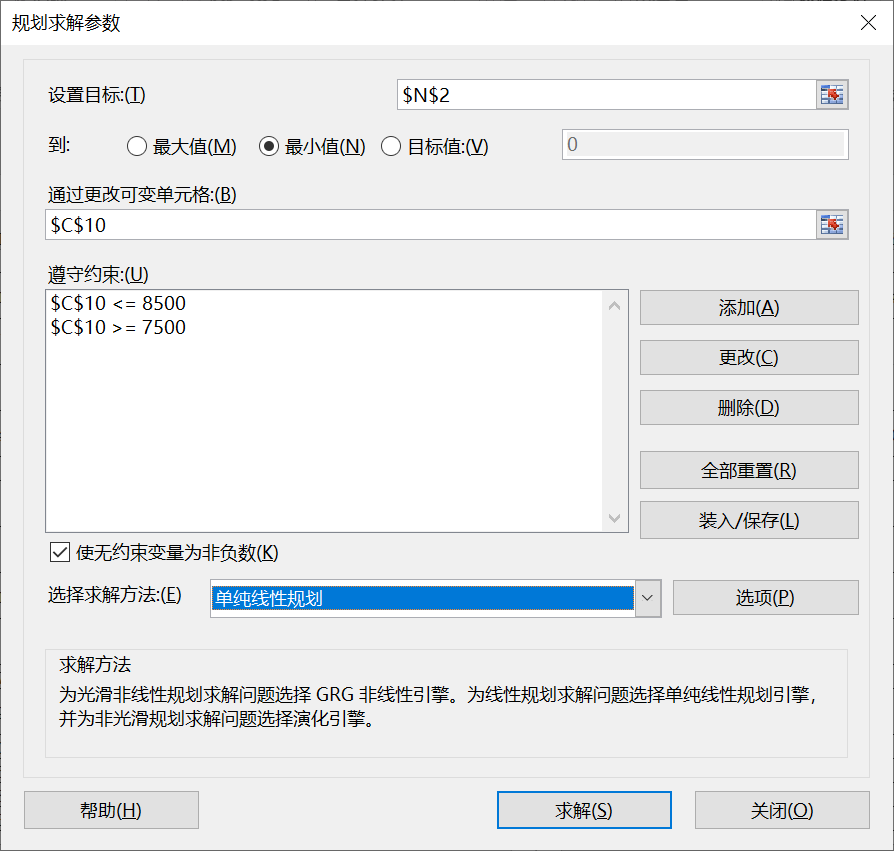 规划求解参数
设置目标:(T) $N$2
到: 最大值(M) 最小值(N) 目标值:(V) 0
通过更改可变单元格:(B)
$C$10
遵守约束:(U)
$C$10 <= 8500
$C$10 >= 7500
添加(A)
更改(C)
删除(D)
全部重置(R)
装入/保存(L)
使无约束变量为非负数(K)
选择求解方法:(E) 单纯线性规划 选项(P)
求解方法
为光滑非线性规划求解问题选择 GRG 非线性引擎。为线性规划求解问题选择单纯线性规划引擎，
并为非光滑规划求解问题选择演化引擎。
帮助(H) 求解(S) 关闭(O)